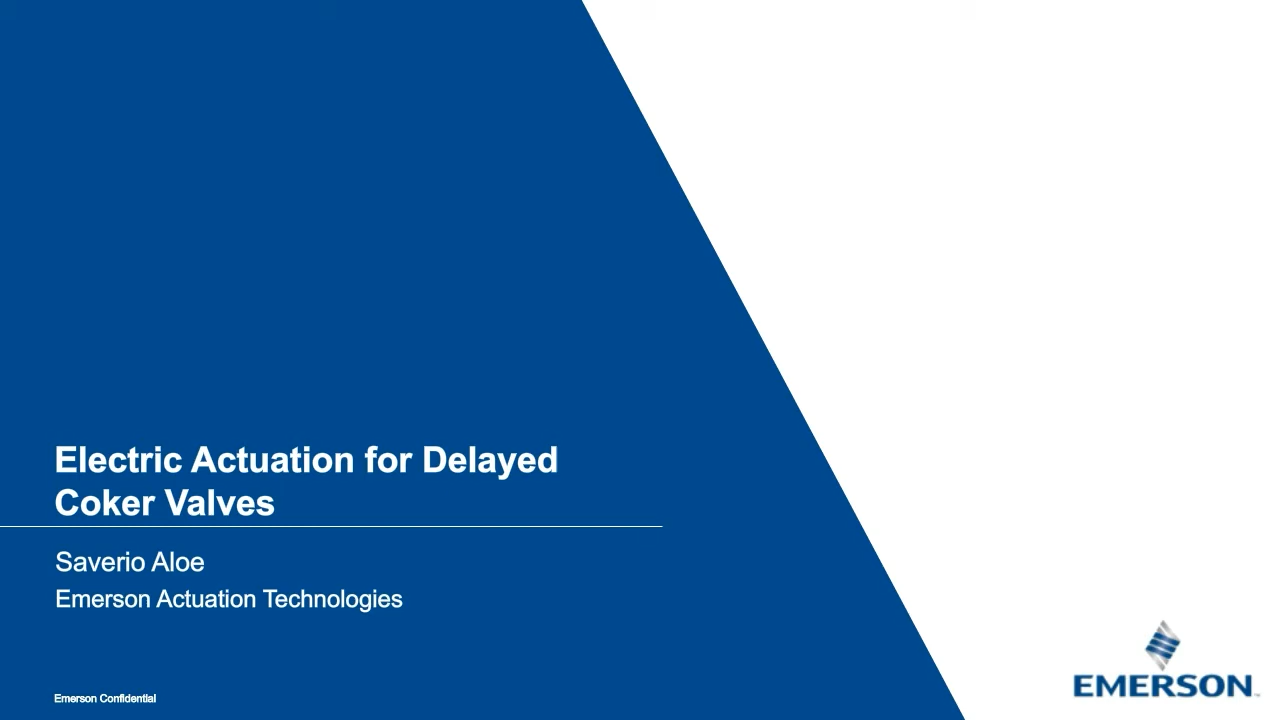 Electric Actuation for Delayed
Coker Valves
Saverio Aloe
Emerson Actuation Technologies
Emerson Confidential
EMERSON